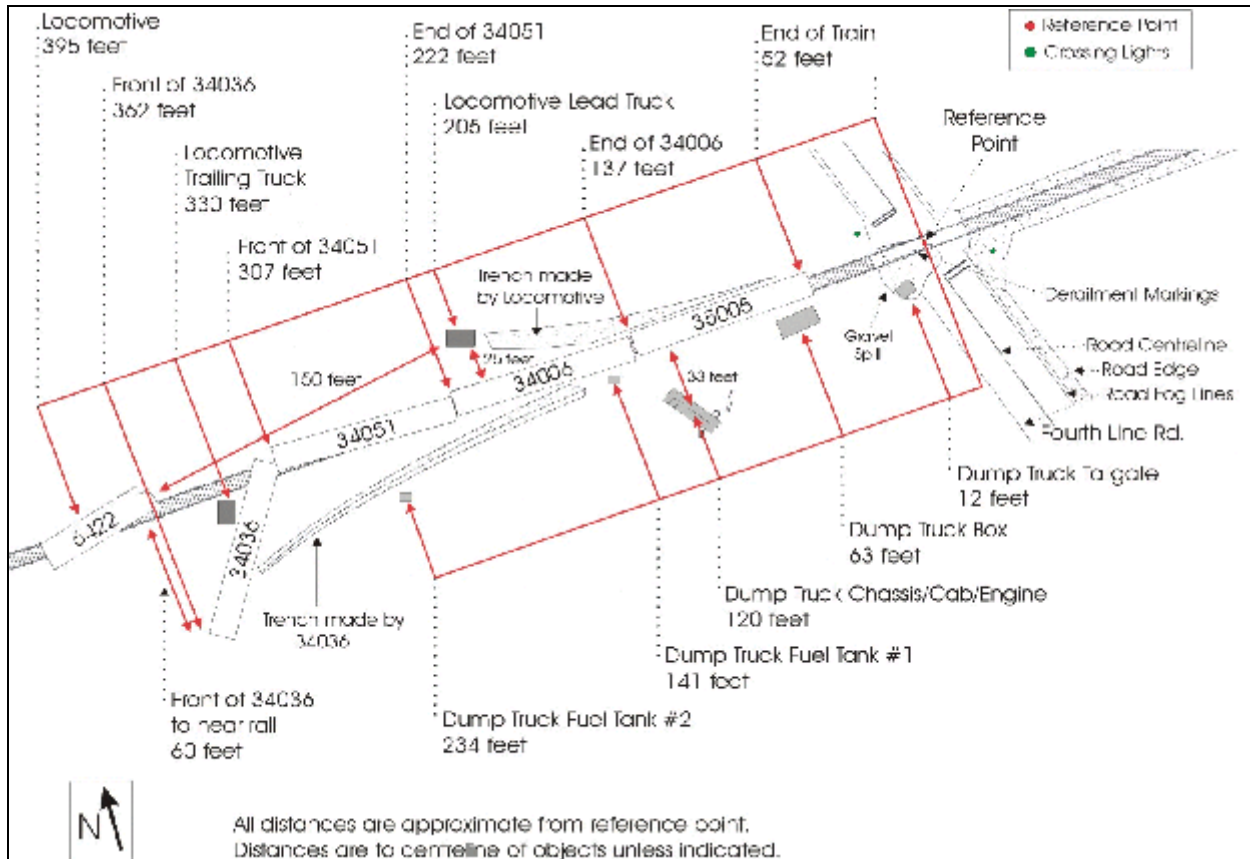 Locomotive
395 feet
Front of 34036
362 feet
Locomotive
Trailing Truck
330 feet
Front of 34051
307 feet
End of 34051
222 feet
Locomotive Lead Truck
205 feet
End of 34006
137 feet
End of Train
52 feet
Reference Point
Crossing Lights
Reference
Point
Trench made
by Locomotive
25 feet
150 feet
33 feet
35005
34006
34051
34036
6422
Gravel
Spill
Derailment Markings
Road Centreline
Road Edge
Road Fog Lines
Fourth Line Rd.
Dump Truck Tailgate
12 feet
Dump Truck Box
63 feet
Dump Truck Chassis/Cab/Engine
120 feet
Dump Truck Fuel Tank #1
141 feet
Dump Truck Fuel Tank #2
234 feet
Trench made by
34036
Front of 34036
to near rail
60 feet
N
All distances are approximate from reference point.
Distances are to centreline of objects unless indicated.